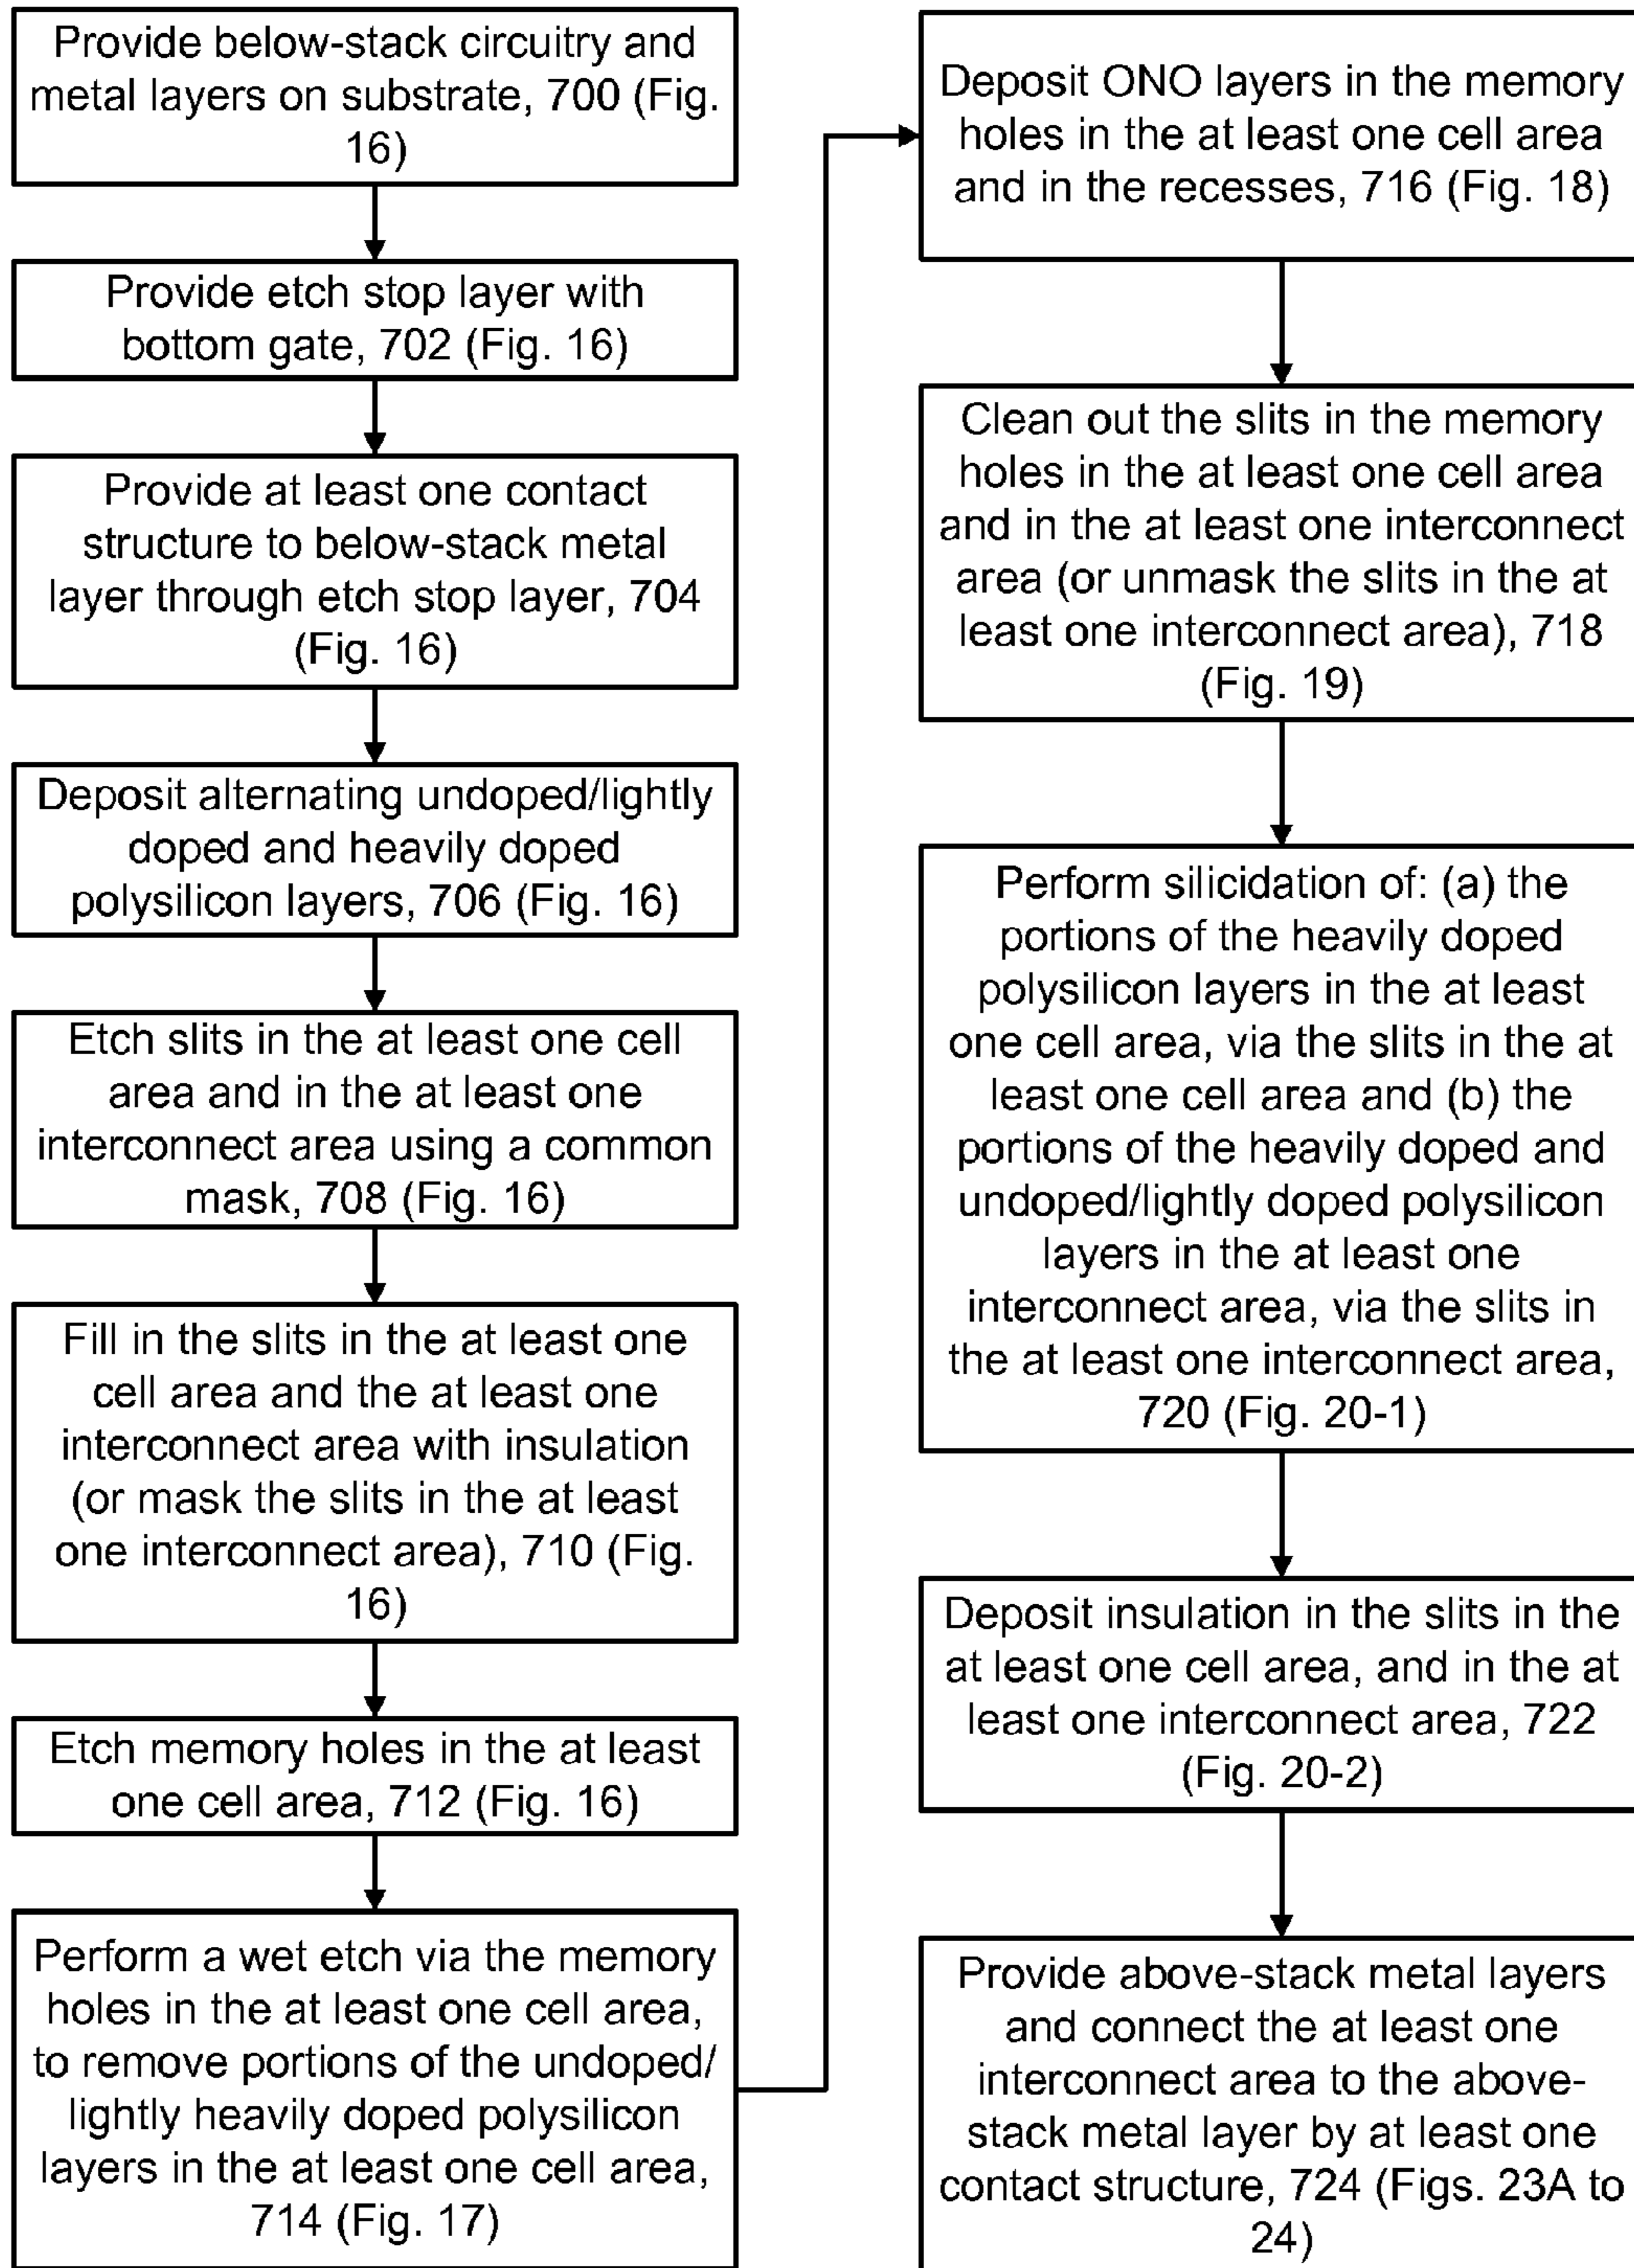 Provide below-stack circuitry and
metal layers on substrate, 700 (Fig.
16)
Provide etch stop layer with
bottom gate, 702 (Fig. 16)
Provide at least one contact
structure to below-stack metal
layer through etch stop layer, 704
(Fig. 16)
Deposit alternating undoped/lightly
doped and heavily doped
polysilicon layers, 706 (Fig. 16)
Etch slits in the at least one cell
area and in the at least one
interconnect area using a common
mask, 708 (Fig. 16)
Fill in the slits in the at least one
cell area and the at least one
interconnect area with insulation
(or mask the slits in the at least
one interconnect area), 710 (Fig.
16)
Etch memory holes in the at least
one cell area, 712 (Fig. 16)
Perform a wet etch via the memory
holes in the at least one cell area,
to remove portions of the undoped/
lightly heavily doped polysilicon
layers in the at least one cell area,
714 (Fig. 17)
Deposit ONO layers in the memory
holes in the at least one cell area
and in the recesses, 716 (Fig. 18)
Clean out the slits in the memory
holes in the at least one cell area
and in the at least one interconnect
area (or unmask the slits in the at
least one interconnect area), 718
(Fig. 19)
Perform silicidation of: (a) the
portions of the heavily doped
polysilicon layers in the at least
one cell area, via the slits in the at
least one cell area and (b) the
portions of the heavily doped and
undoped/lightly doped polysilicon
layers in the at least one
interconnect area, via the slits in
the at least one interconnect area,
720 (Fig. 20-1)
Deposit insulation in the slits in the
at least one cell area, and in the at
least one interconnect area, 722
(Fig. 20-2)
Provide above-stack metal layers
and connect the at least one
interconnect area to the above-
stack metal layer by at least one
contact structure, 724 (Figs. 23A to
24)